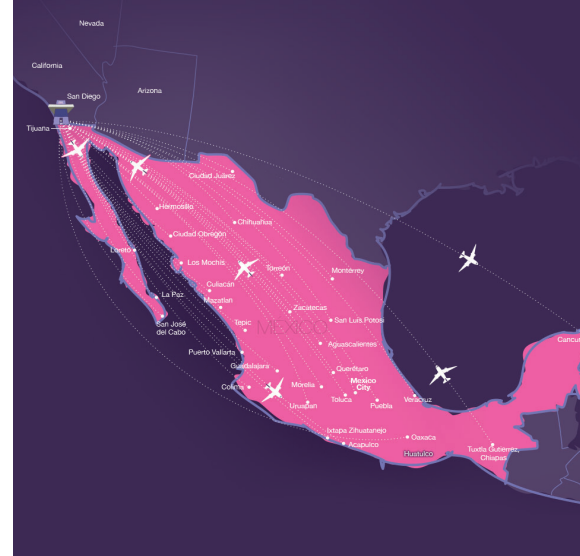 Nevada
California
San Diego
Arizona
Tijuana
Ciudad Juárez
Hermosillo
Chihuahua
Ciudad Obregón
Loreto
Los Mochis
Torreón
Monterrey
Culiacán
La Paz
Mazatlan
Zacatecas
San José
del Cabo
Tepic
MEXICO
San Luís Potosí
Aguascalientes
Cancun
Puerto Vallarta
Guadalajara
Querétaro
Colima
Morelia
Mexico
City
Uruapan
Toluca
Puebla
Veracruz
Ixtapa Zihuatanejo
Acapulco
Oaxaca
Huatulco
Tuxtla Gutiérrez,
Chiapas